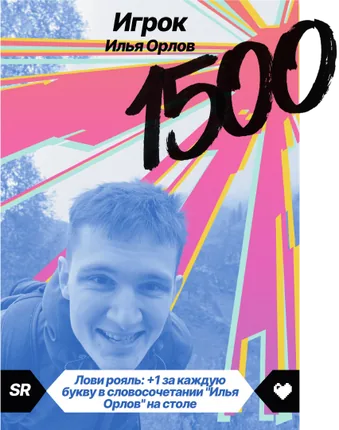 Игрок
Илья Орлов
1500
SR
Лови рояль: +1 за каждую
букву в словосочетании "Илья
Орлов" на столе